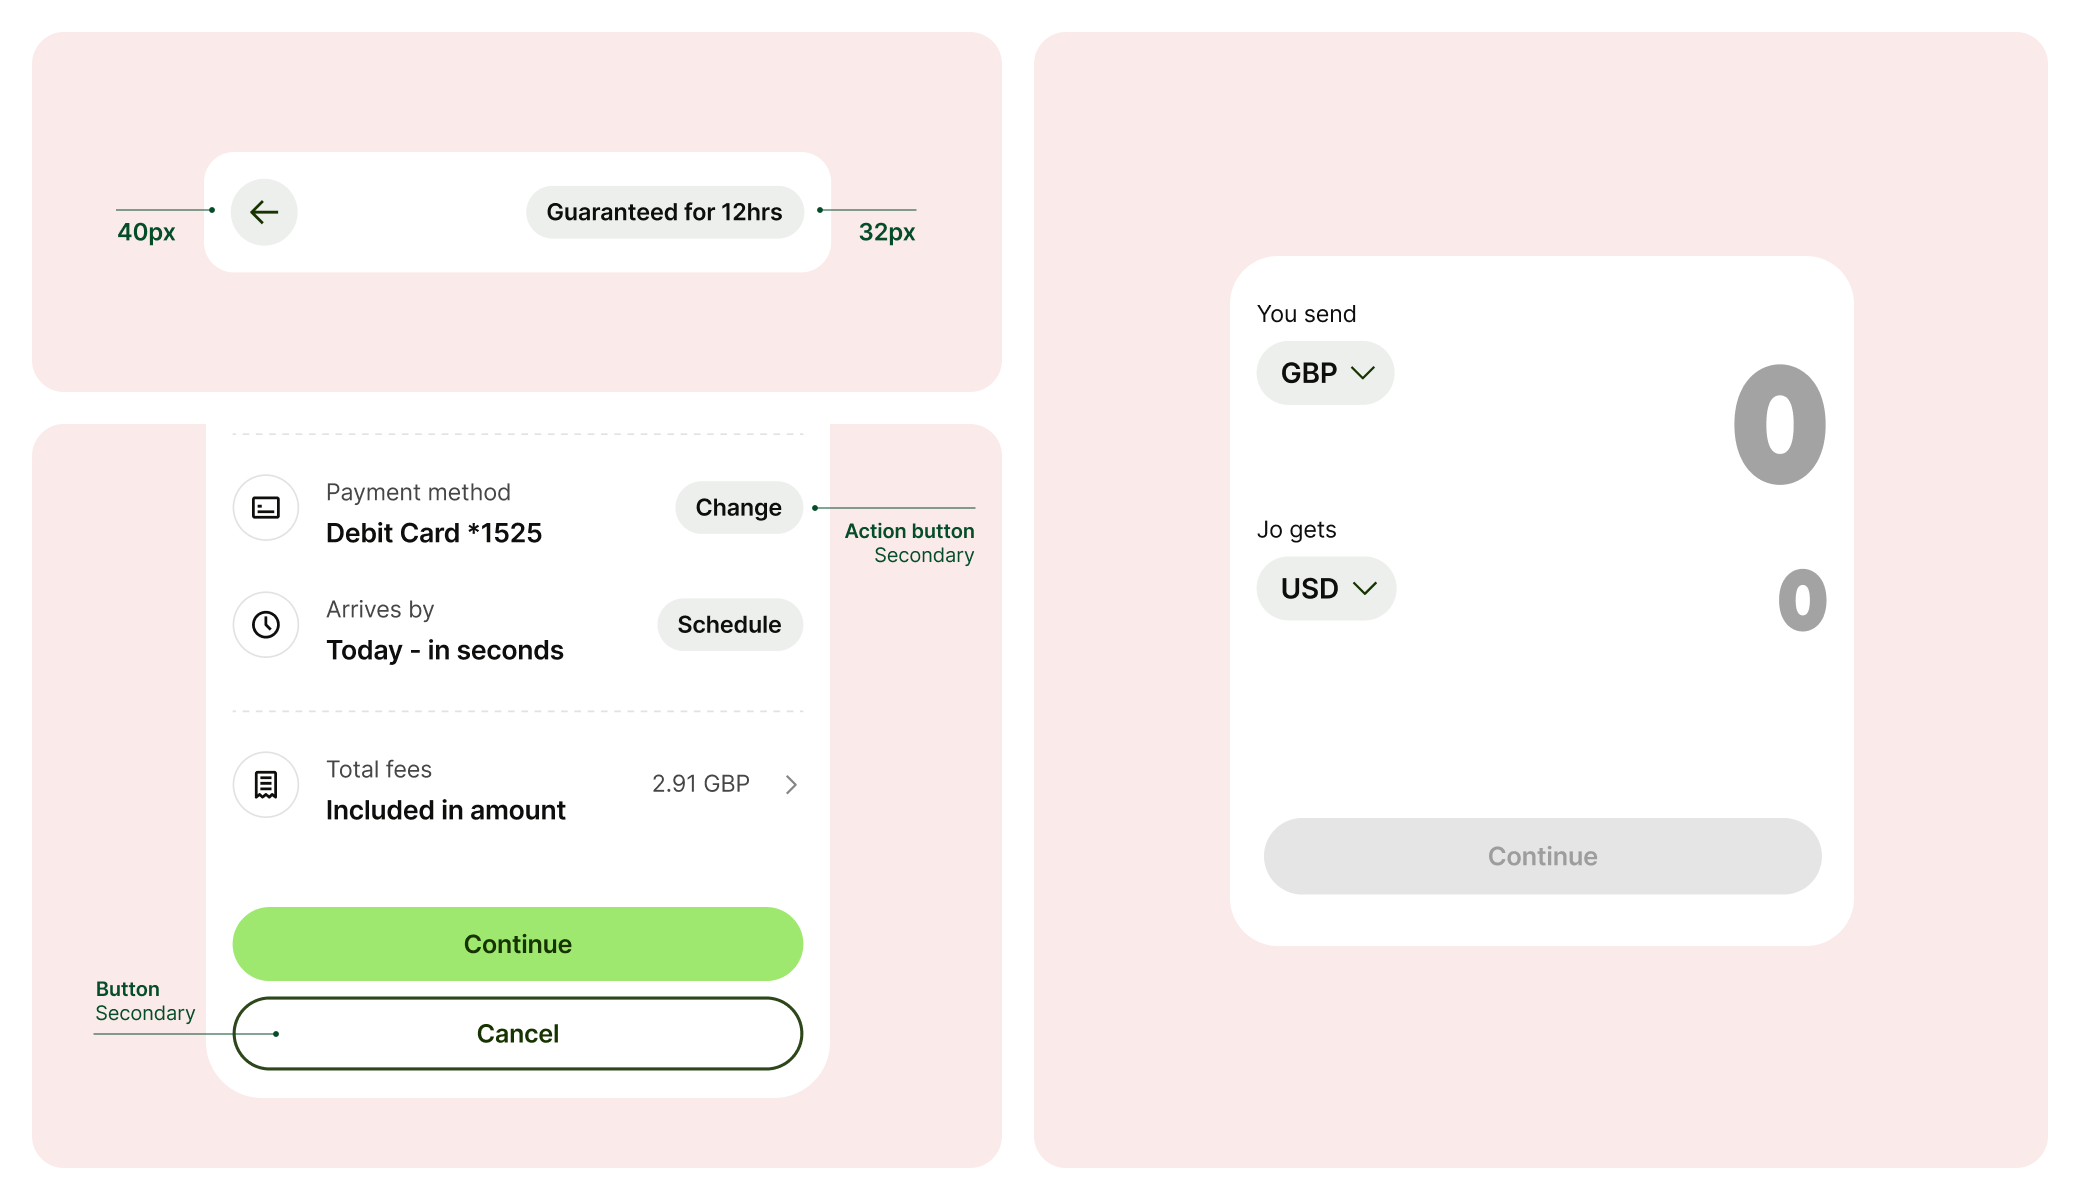 Guaranteed for 12hrs
40px
32px
Payment method
Debit Card *1525
Change
Action button
Secondary
Arrives by
Today - in seconds
Schedule
Total fees
Included in amount
2.91 GBP
Continue
Button
Secondary
Cancel
You send
GBP
0
Jo gets
USD
0
Continue